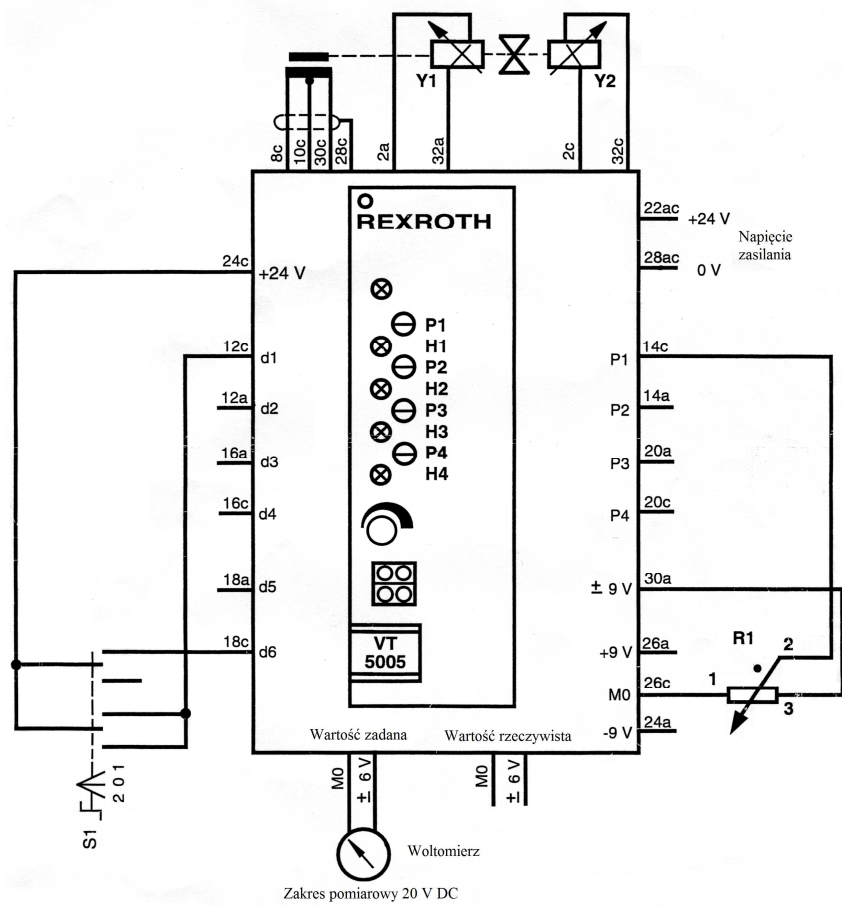 Y1
Y2
8c
10c
30c
28c
2a
32a
2c
32c
REXROTH
22ac
+24 V
Napięcie
zasilania
28ac
0 V
24c
+24 V
P1
H1
P2
H2
P3
H3
P4
H4
12c
d1
12a
d2
16a
d3
16c
d4
18a
d5
18c
d6
P1
14c
P2
14a
P3
20a
P4
20c
± 9 V
30a
+9 V
26a
M0
26c
-9 V
24a
R1
1
2
3
VT
5005
Wartość zadana
Wartość rzeczywista
M0
± 6 V
M0
± 6 V
2 0 1
S1
Woltomierz
Zakres pomiarowy 20 V DC